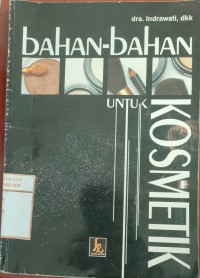 dra. Indrawati, dkk
BAHAN-BAHAN
UNTUK
KOSMETIK